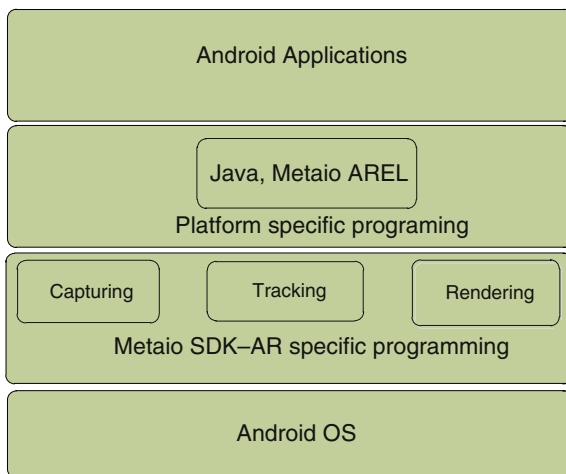 Android Applications
Java, Metaio AREL
Platform specific programing
Capturing
Tracking
Rendering
Metaio SDK–AR specific programming
Android OS